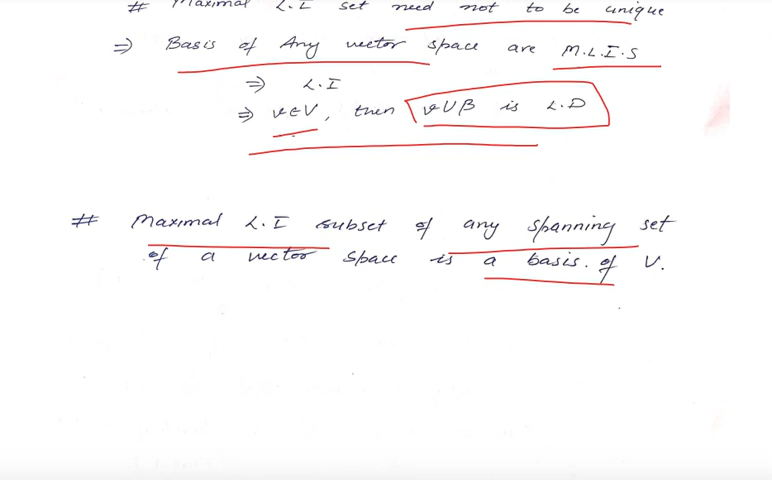 # Maximal L.I set need not to be unique
⇒ Basis of Any vector space are M.L.I.S
⇒ L.I
⇒ v∈V, then v∪β is L.D
# Maximal L.I subset of any spanning set
of a vector space is a basis. of V.